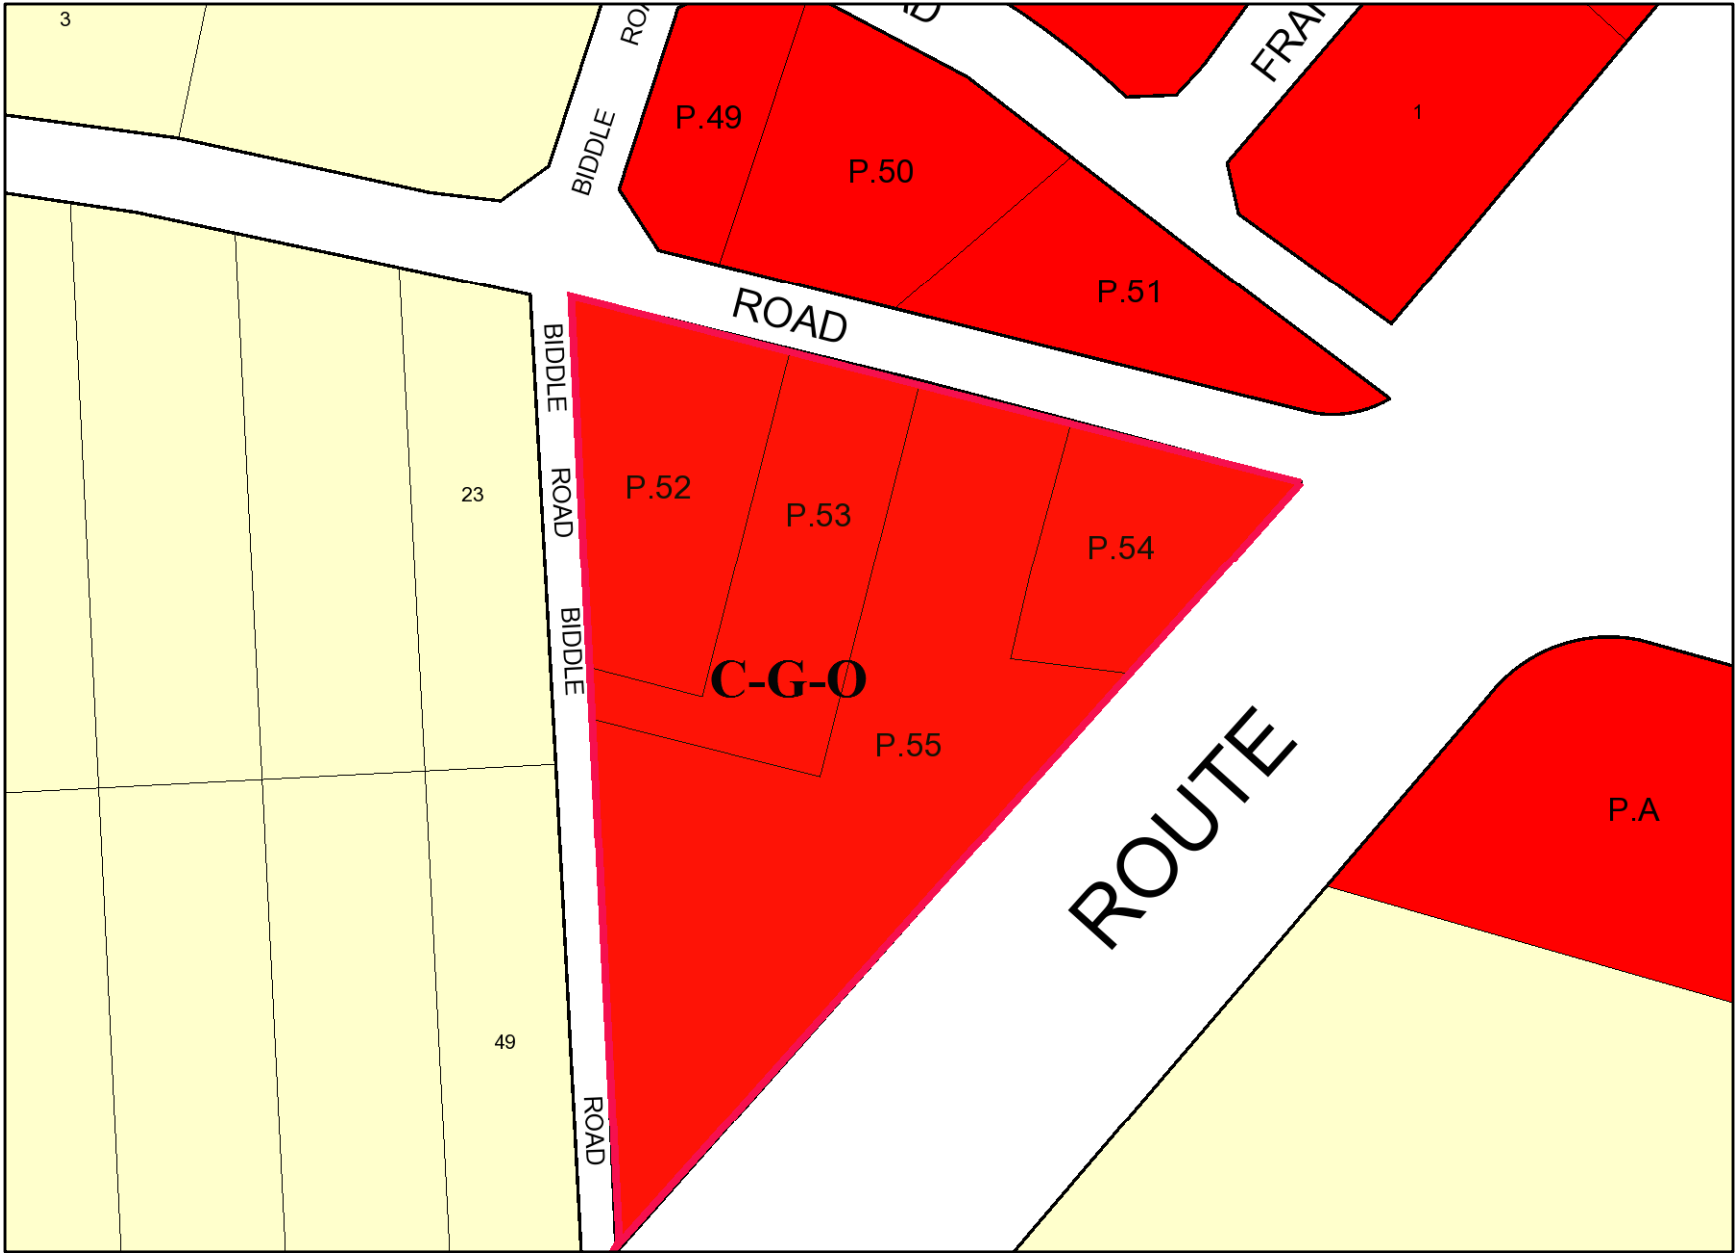 3
BIDDLE
P.49
P.50
1
P.51
ROAD
BIDDLE
ROAD
BIDDLE
ROAD
23
P.52
P.53
P.54
C-G-O
P.55
ROUTE
P.A
49